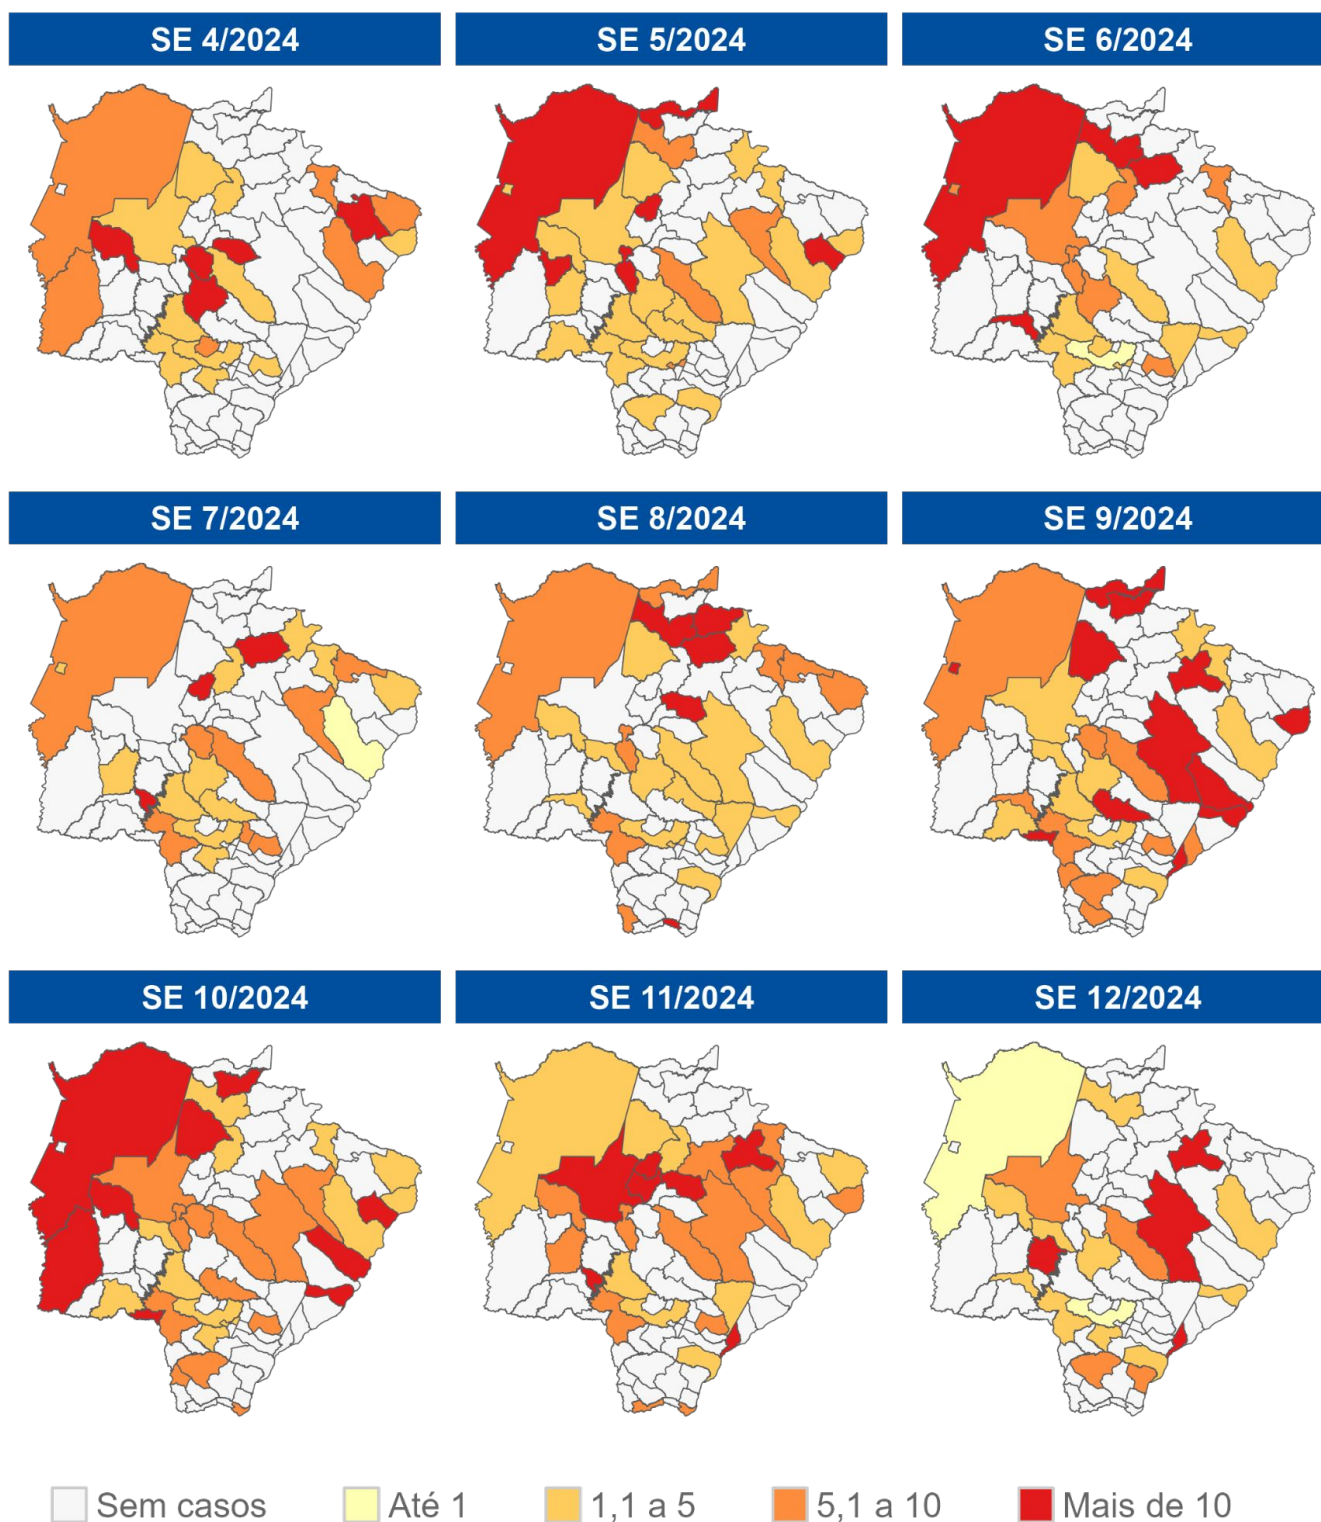 SE 4/2024
SE 5/2024
SE 6/2024
SE 7/2024
SE 8/2024
SE 9/2024
SE 10/2024
SE 11/2024
SE 12/2024
Sem casos
Até 1
1,1 a 5
5,1 a 10
Mais de 10